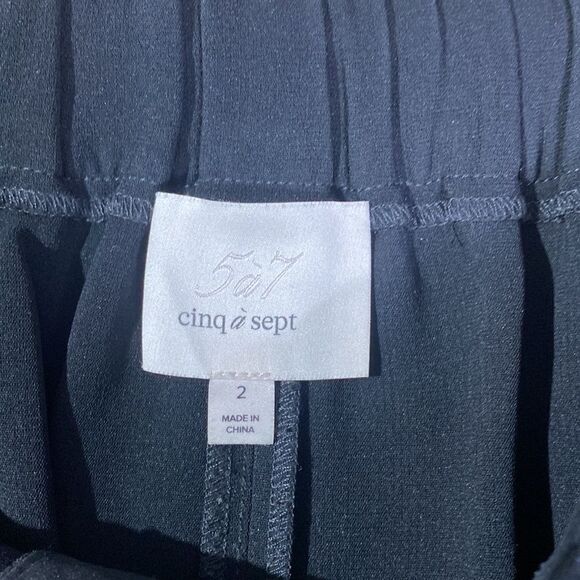 5à7
cinq à sept
2
MADE IN
CHINA